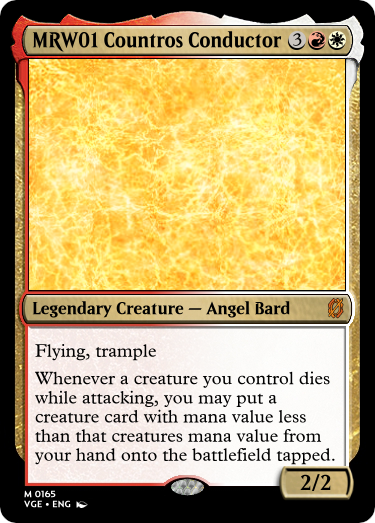 MRW01 Countros Conductor 3
Legendary Creature — Angel Bard
Flying, trample
Whenever a creature you control dies
while attacking, you may put a
creature card with mana value less
than that creatures mana value from
your hand onto the battlefield tapped.
2/2
M 0165
VGE • ENG